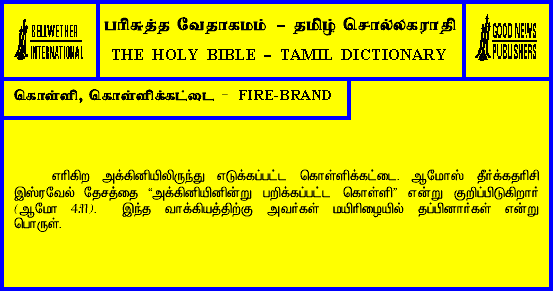 BELLWETHER
INTERNATIONAL
பரிசுத்த வேதாகமம் – தமிழ் சொல்லகராதி
THE HOLY BIBLE – TAMIL DICTIONARY
GOOD NEWS
PUBLISHERS
கொள்ளி, கொள்ளிக்கட்டை - FIRE-BRAND
எரிகிற அக்கினியிலிருந்து எடுக்கப்பட்ட கொள்ளிக்கட்டை. ஆமோஸ் தீர்க்கதரிசி
இஸ்ரவேல் தேசத்தை “அக்கினியினின்று பறிக்கப்பட்ட கொள்ளி” என்று குறிப்பிடுகிறார்
(ஆமோ 4:11). இந்த வாக்கியத்திற்கு அவர்கள் மயிரிழையில் தப்பினார்கள் என்று
பொருள்.